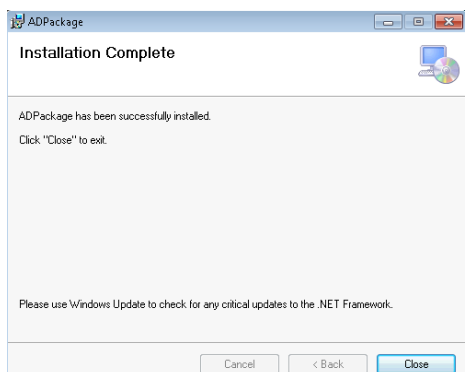 ADPackage
Installation Complete
ADPackage has been successfully installed.
Click "Close" to exit.
Please use Windows Update to check for any critical updates to the .NET Framework.
Cancel
< Back
Close